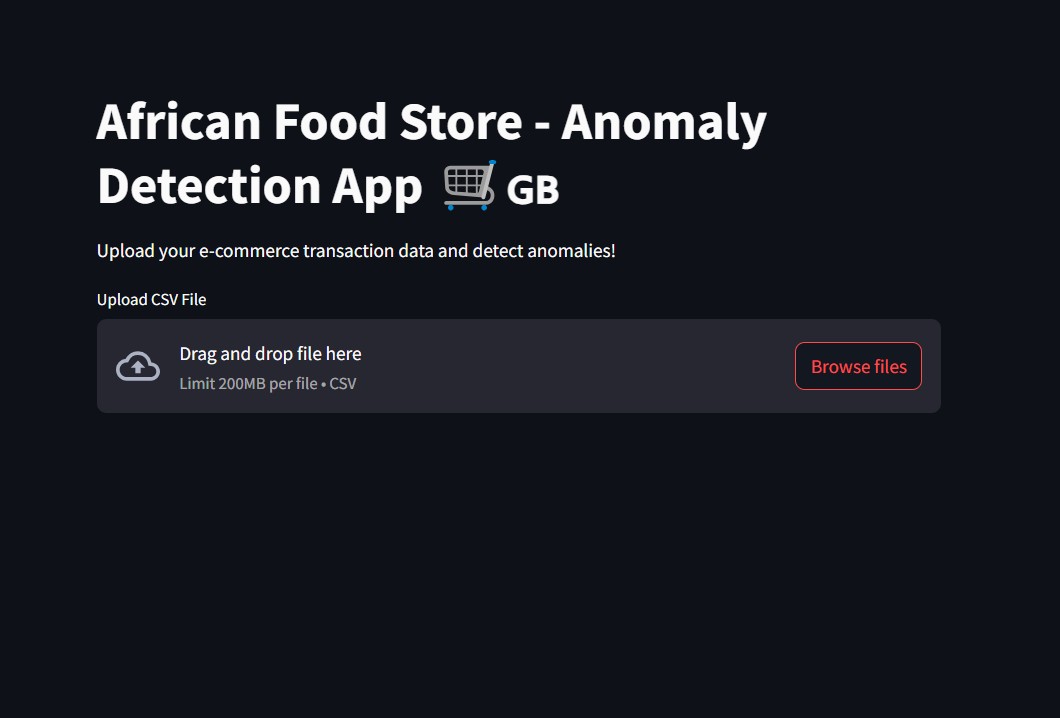 African Food Store - Anomaly
Detection App 🛒 GB
Upload your e-commerce transaction data and detect anomalies!
Upload CSV File
Drag and drop file here
Limit 200MB per file • CSV
Browse files